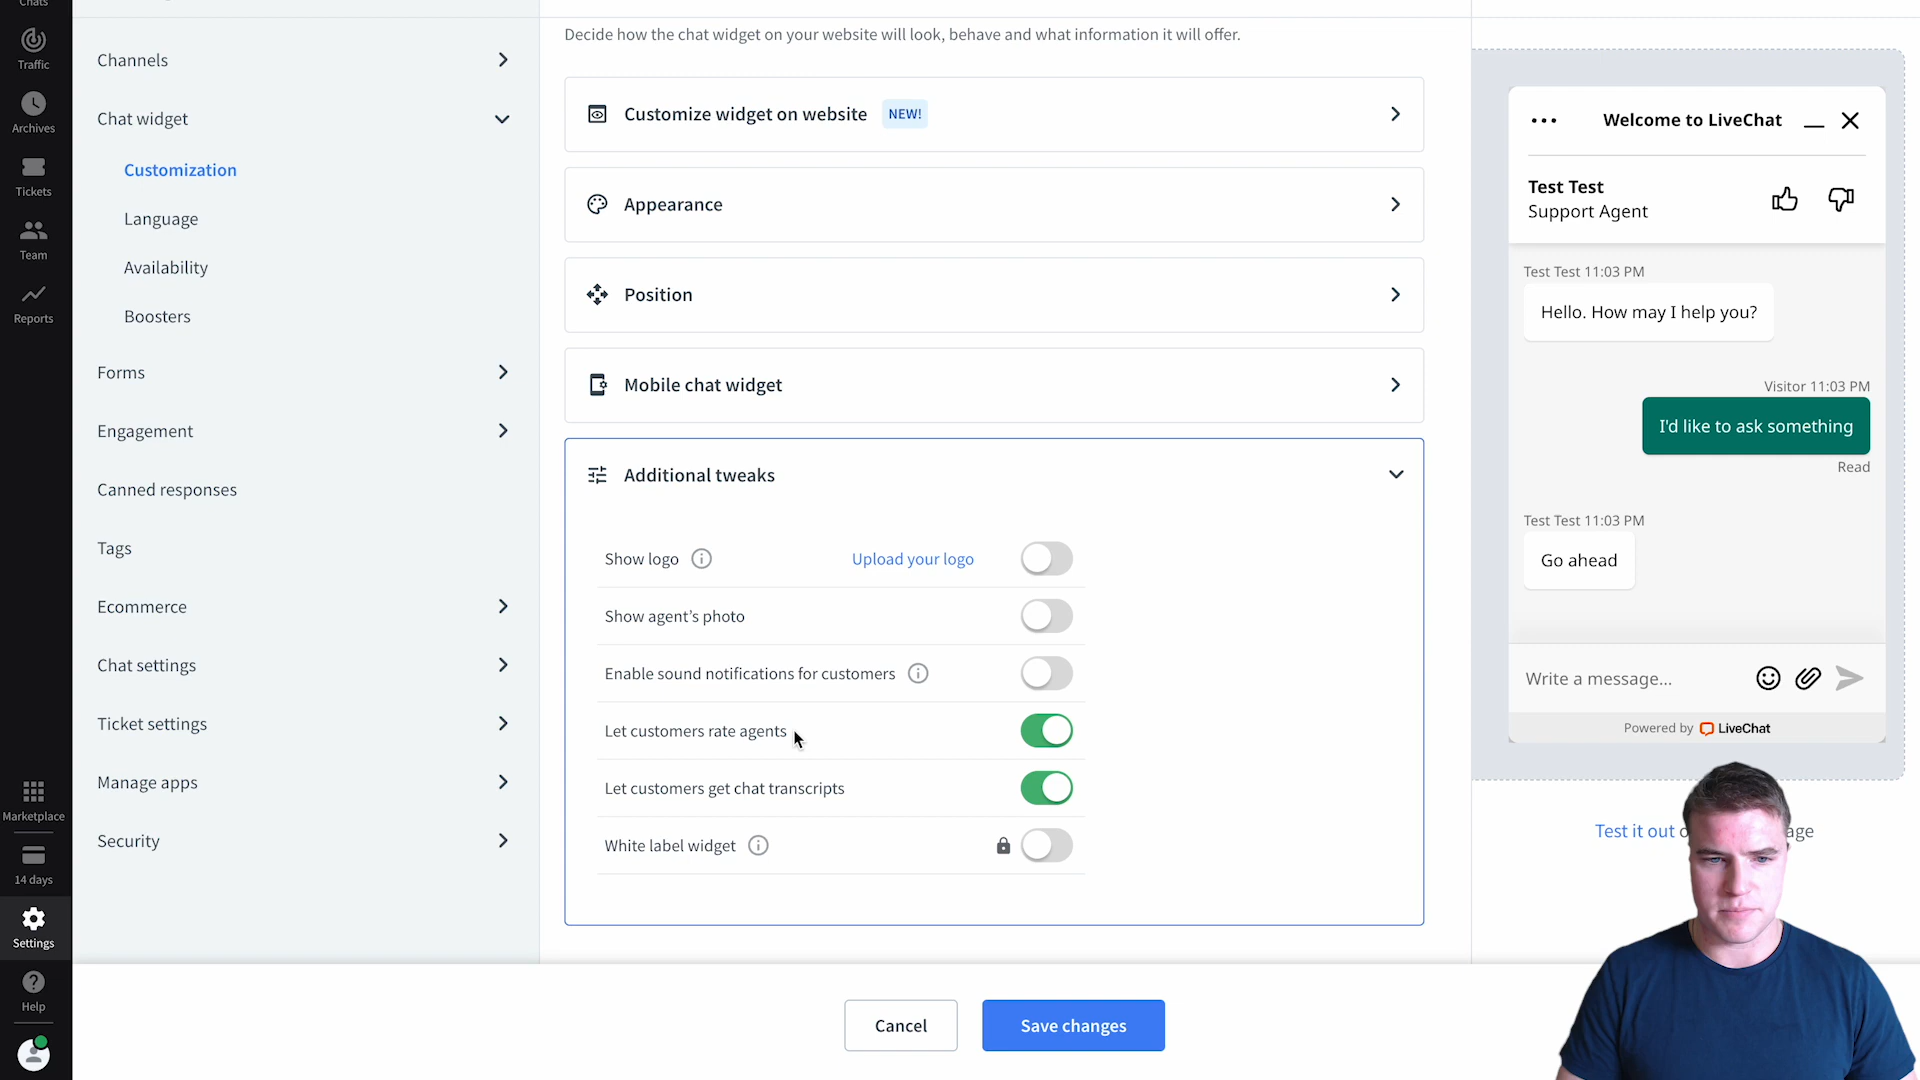 Chats
Traffic
Archives
Tickets
Team
Reports
Marketplace
14 days
Settings
Help
Channels
Chat widget
Customization
Language
Availability
Boosters
Forms
Engagement
Canned responses
Tags
Ecommerce
Chat settings
Ticket settings
Manage apps
Security
Decide how the chat widget on your website will look, behave and what information it will offer.
Customize widget on website NEW!
Appearance
Position
Mobile chat widget
Additional tweaks
Show logo Upload your logo
Show agent's photo
Enable sound notifications for customers
Let customers rate agents
Let customers get chat transcripts
White label widget
Cancel
Save changes
Welcome to LiveChat
Test Test
Support Agent
Test Test 11:03 PM
Hello. How may I help you?
Visitor 11:03 PM
I'd like to ask something
Read
Test Test 11:03 PM
Go ahead
Write a message...
Powered by LiveChat
Test it out